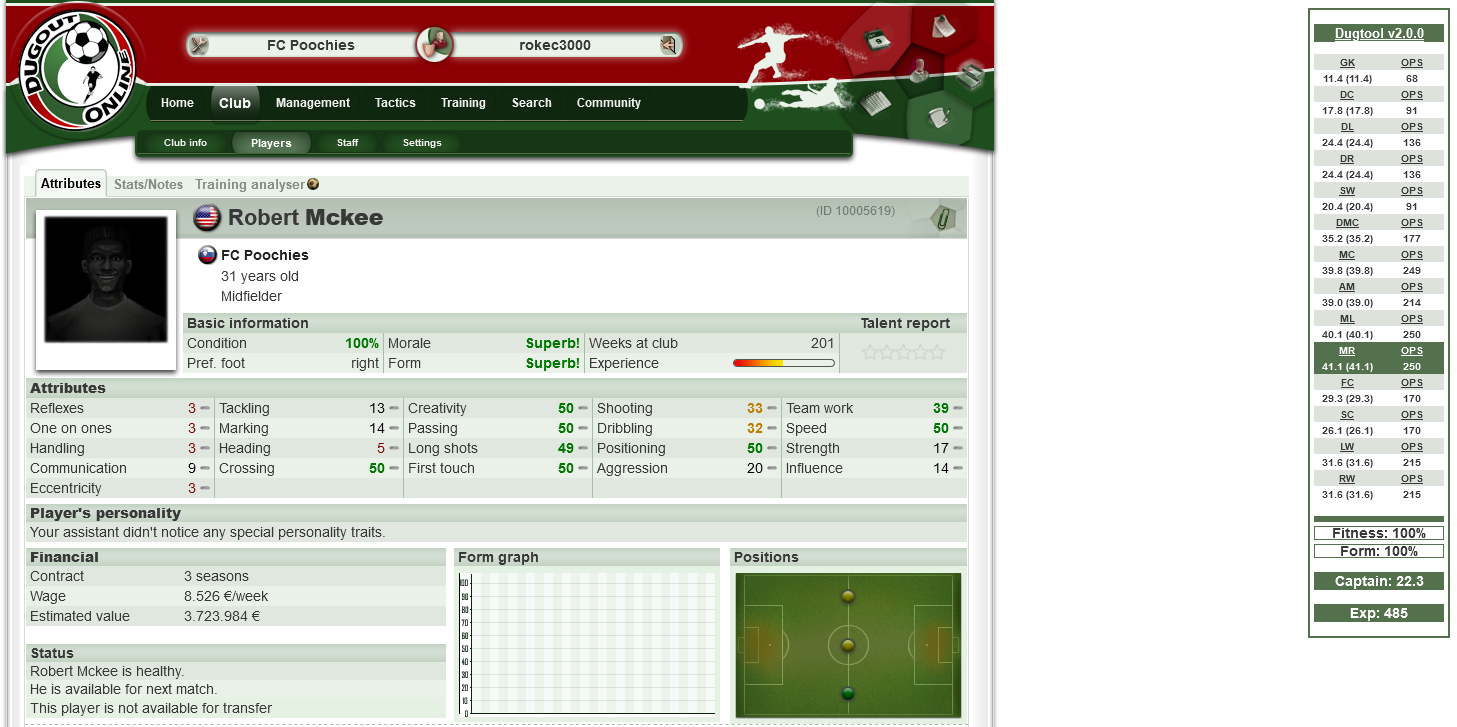 DUGOUT ONLINE
FC Poochies rokec3000
Home Club Management Tactics Training Search Community
Club info Players Staff Settings
Attributes Stats/Notes Training analyser
Robert Mckee (ID 10005619)
FC Poochies
31 years old
Midfielder
Basic information Talent report
Condition 100% Morale Superb! Weeks at club 201
Pref. foot right Form Superb! Experience
Attributes
Reflexes 3 Tackling 13 Creativity 50 Shooting 33 Team work 39
One on ones 3 Marking 14 Passing 50 Dribbling 32 Speed 50
Handling 3 Heading 5 Long shots 49 Positioning 50 Strength 17
Communication 9 Crossing 50 First touch 50 Aggression 20 Influence 14
Eccentricity 3
Player's personality
Your assistant didn't notice any special personality traits.
Financial
Contract 3 seasons
Wage 8.526 €/week
Estimated value 3.723.984 €
Status
Robert Mckee is healthy.
He is available for next match.
This player is not available for transfer
Form graph
100
90
80
70
60
50
40
30
20
10
0
Positions
Dugtool v2.0.0
GK OPS
11.4 (11.4) 68
DC OPS
17.8 (17.8) 91
DL OPS
24.4 (24.4) 136
DR OPS
24.4 (24.4) 136
SW OPS
20.4 (20.4) 91
DMC OPS
35.2 (35.2) 177
MC OPS
39.8 (39.8) 249
AM OPS
39.0 (39.0) 214
ML OPS
40.1 (40.1) 250
MR OPS
41.1 (41.1) 250
FC OPS
29.3 (29.3) 170
SC OPS
26.1 (26.1) 170
LW OPS
31.6 (31.6) 215
RW OPS
31.6 (31.6) 215
Fitness: 100%
Form: 100%
Captain: 22.3
Exp: 485